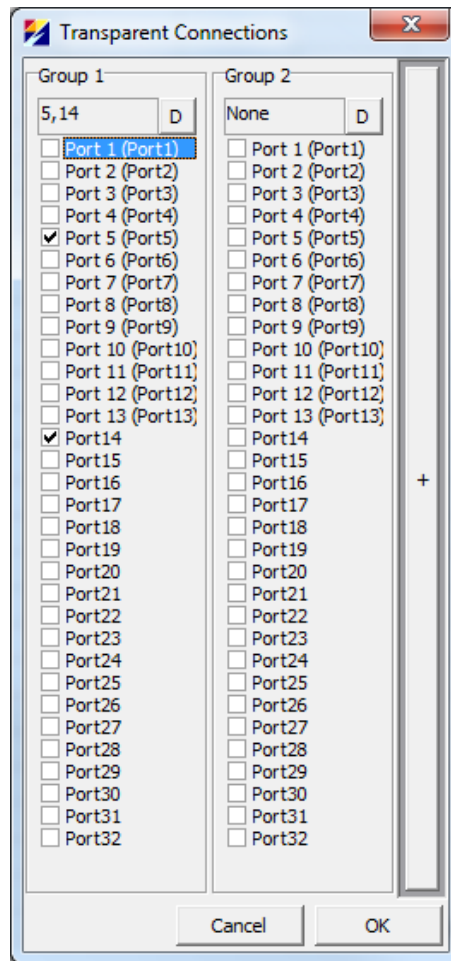 Transparent Connections
X
Group 1
5,14 D
Port 1 (Port1)
Port 2 (Port2)
Port 3 (Port3)
Port 4 (Port4)
Port 5 (Port5)
Port 6 (Port6)
Port 7 (Port7)
Port 8 (Port8)
Port 9 (Port9)
Port 10 (Port10)
Port 11 (Port11)
Port 12 (Port12)
Port 13 (Port13)
Port14
Port15
Port16
Port17
Port18
Port19
Port20
Port21
Port22
Port23
Port24
Port25
Port26
Port27
Port28
Port29
Port30
Port31
Port32
Group 2
None D
Port 1 (Port1)
Port 2 (Port2)
Port 3 (Port3)
Port 4 (Port4)
Port 5 (Port5)
Port 6 (Port6)
Port 7 (Port7)
Port 8 (Port8)
Port 9 (Port9)
Port 10 (Port10)
Port 11 (Port11)
Port 12 (Port12)
Port 13 (Port13)
Port14
Port15
Port16
Port17
Port18
Port19
Port20
Port21
Port22
Port23
Port24
Port25
Port26
Port27
Port28
Port29
Port30
Port31
Port32
+
Cancel
OK